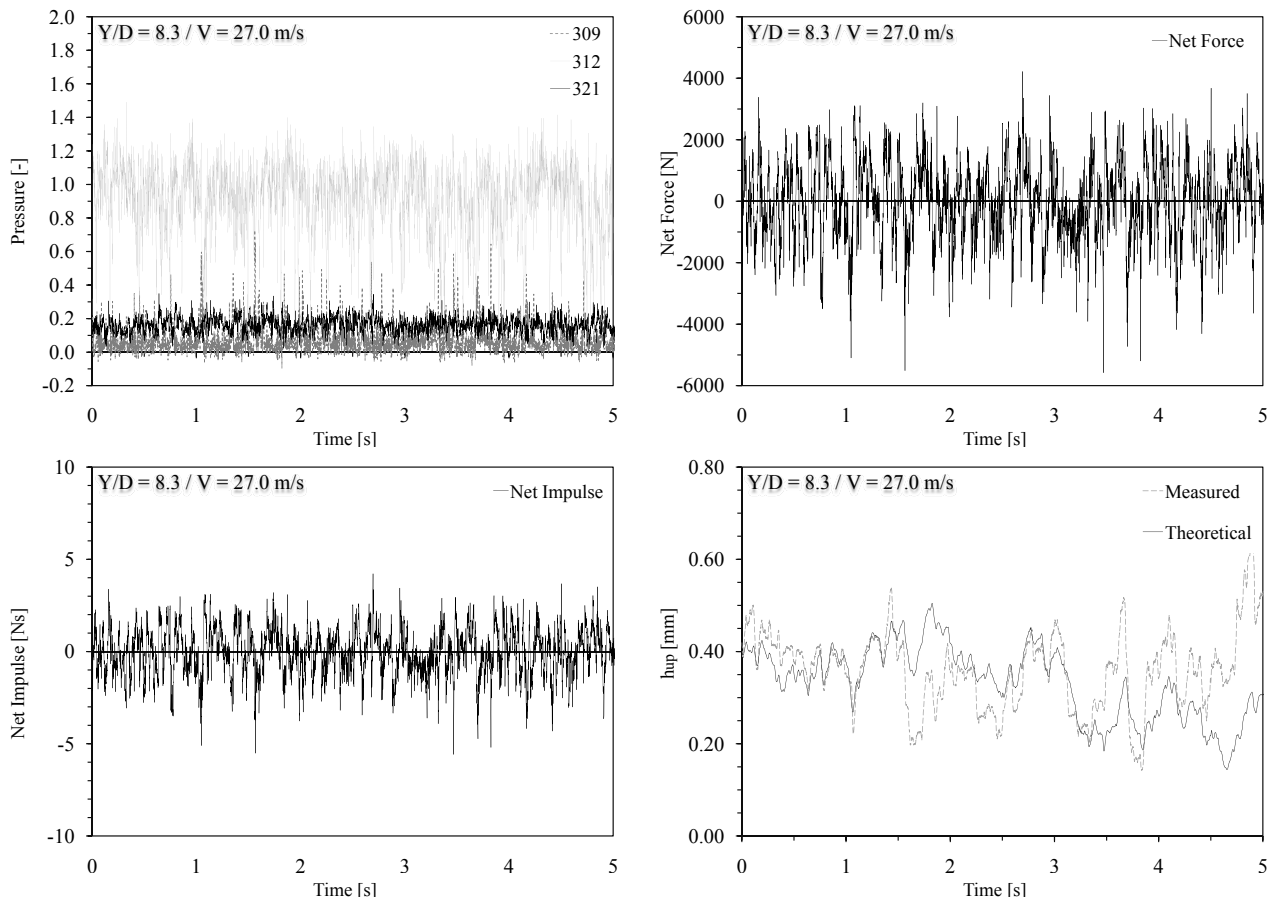 Y/D = 8.3 / V = 27.0 m/s
309
312
321
2.0
1.8
1.6
1.4
1.2
1.0
0.8
0.6
0.4
0.2
0.0
-0.2
Pressure [-]
0 1 2 3 4 5
Time [s]
Y/D = 8.3 / V = 27.0 m/s
Net Force
6000
4000
2000
0
-2000
-4000
-6000
Net Force [N]
0 1 2 3 4 5
Time [s]
Y/D = 8.3 / V = 27.0 m/s
Net Impulse
10
5
0
-5
-10
Net Impulse [Ns]
0 1 2 3 4 5
Time [s]
Y/D = 8.3 / V = 27.0 m/s
Measured
Theoretical
0.80
0.60
0.40
0.20
0.00
hup [mm]
0 1 2 3 4 5
Time [s]